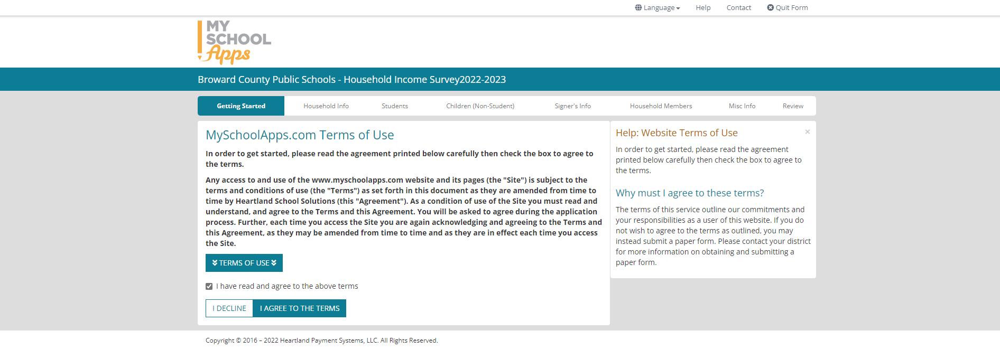 Language
Help
Contact
Quit Form
MY
SCHOOL
Apps
Broward County Public Schools - Household Income Survey2022-2023
Getting Started
Household Info
Students
Children (Non-Student)
Signer's Info
Household Members
Misc Info
Review
MySchoolApps.com Terms of Use
In order to get started, please read the agreement printed below carefully then check the box to agree to
the terms.
Any access to and use of the www.myschoolapps.com website and its pages (the "Site") is subject to the
terms and conditions of use (the "Terms") as set forth in this document as they are amended from time to
time by Heartland School Solutions (this "Agreement"). As a condition of use of the Site you must read and
understand, and agree to the Terms and this Agreement. You will be asked to agree during the application
process. Further, each time you access the Site you are again acknowledging and agreeing to the Terms and
this Agreement, as they may be amended from time to time and as they are in effect each time you access
the Site.
TERMS OF USE
I have read and agree to the above terms
I DECLINE
I AGREE TO THE TERMS
Help: Website Terms of Use
×
In order to get started, please read the agreement
printed below carefully then check the box to agree to
the terms.
Why must I agree to these terms?
The terms of this service outline our commitments and
your responsibilities as a user of this website. If you do
not wish to agree to the terms as outlined, you may
instead submit a paper form. Please contact your district
for more information on obtaining and submitting a
paper form.
Copyright © 2016 – 2022 Heartland Payment Systems, LLC. All Rights Reserved.